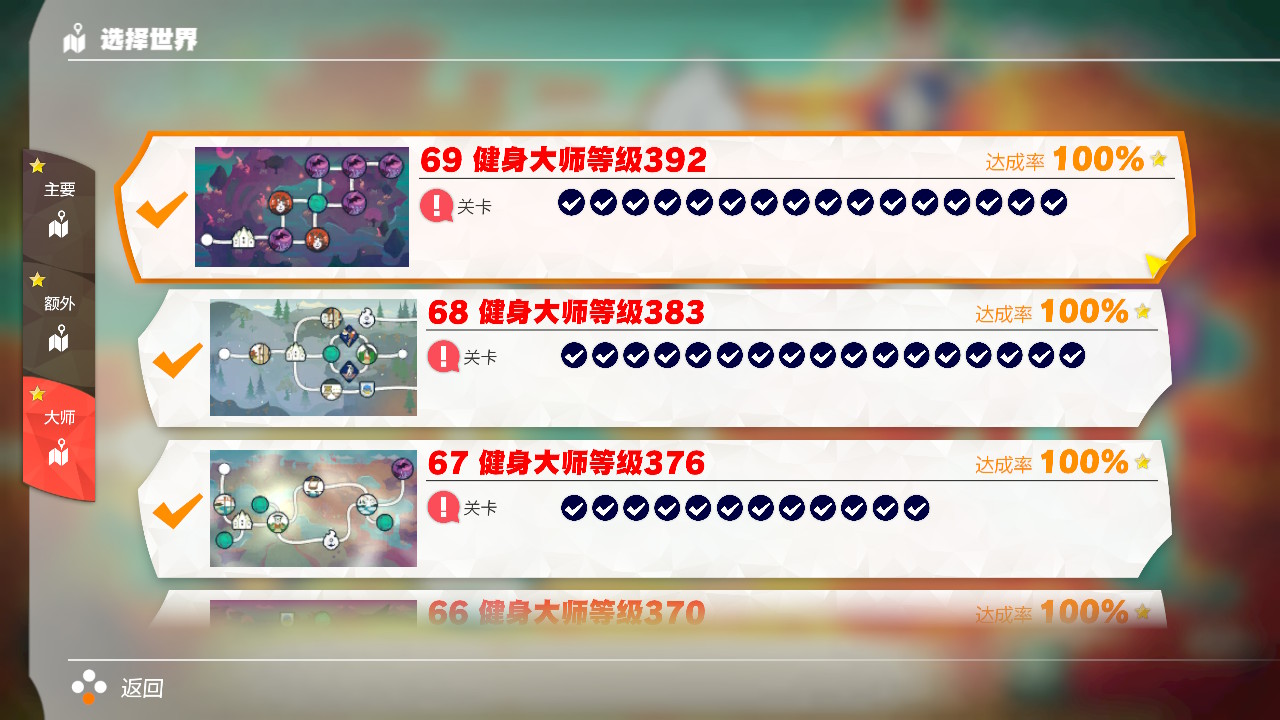 选择世界
主要
额外
大师
69 健身大师等级392
达成率 100%
关卡
68 健身大师等级383
达成率 100%
关卡
67 健身大师等级376
达成率 100%
关卡
66 健身大师等级370
达成率 100%
返回